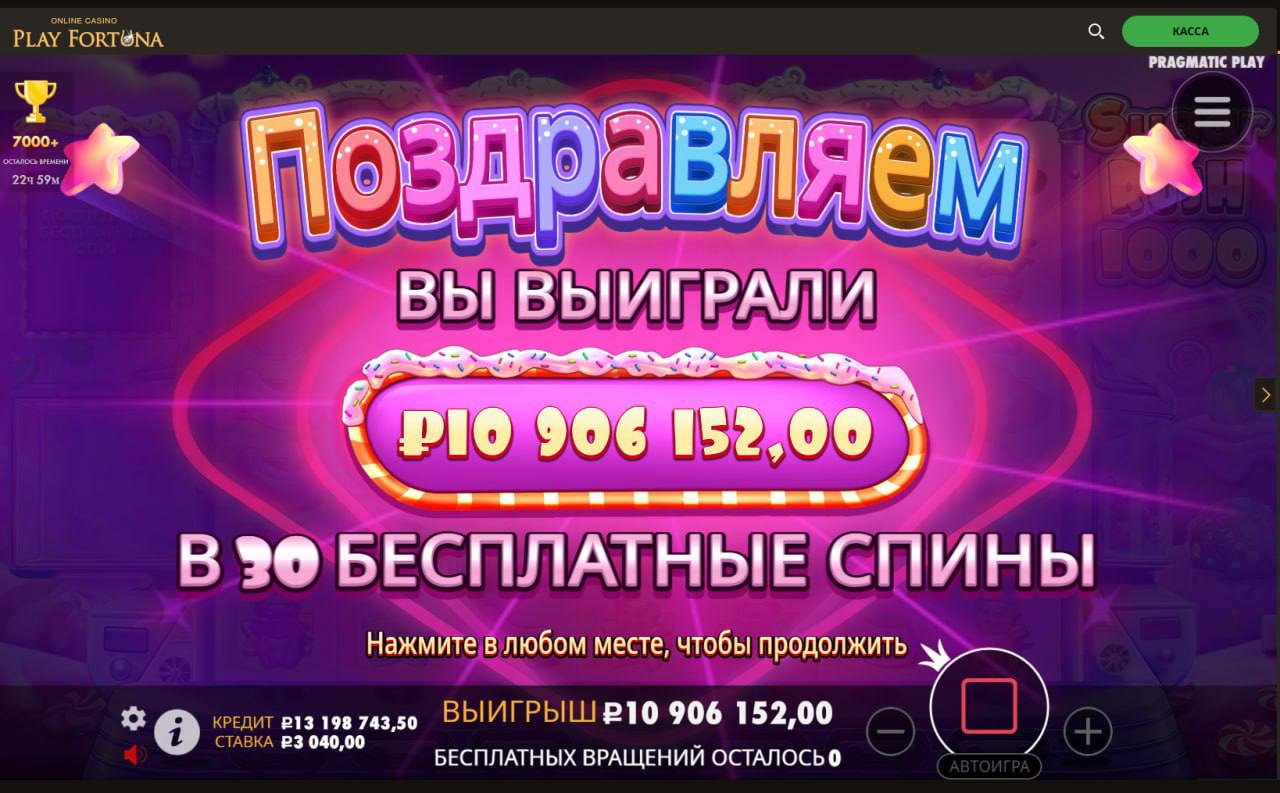 ONLINE CASINO
PLAY FORTUNA
КАССА
PRAGMATIC PLAY
7000+
ОСТАЛОСЬ ВРЕМЕНИ
22ч 59м
RUSH
1000
Поздравляем
ВЫ ВЫИГРАЛИ
₽10 906 152,00
В 30 БЕСПЛАТНЫЕ СПИНЫ
Нажмите в любом месте, чтобы продолжить
КРЕДИТ ₽13 198 743,50
СТАВКА ₽3 040,00
ВЫИГРЫШ ₽10 906 152,00
БЕСПЛАТНЫХ ВРАЩЕНИЙ ОСТАЛОСЬ 0
АВТОИГРА